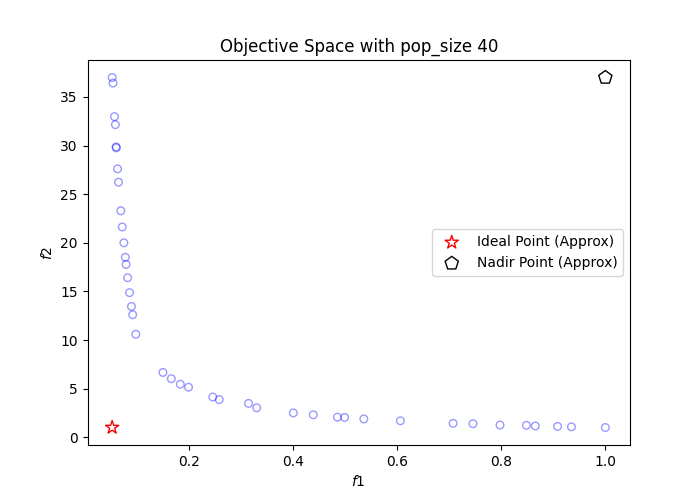 Objective Space with pop_size 40
f2
35
30
25
20
15
10
5
0
Ideal Point (Approx)
Nadir Point (Approx)
0.2 0.4 0.6 0.8 1.0
f1